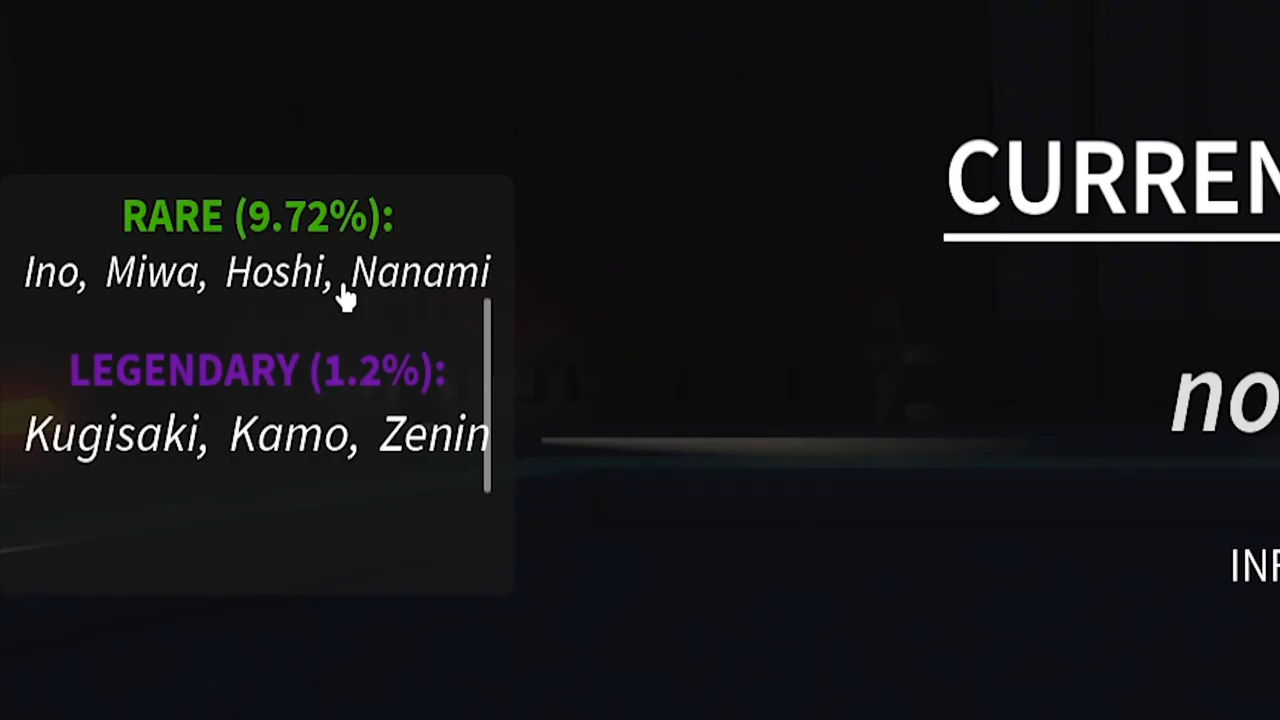 CURREN
RARE (9.72%):
Ino, Miwa, Hoshi, Nanami
LEGENDARY (1.2%):
no
Kugisaki, Kamo, Zenin
INF